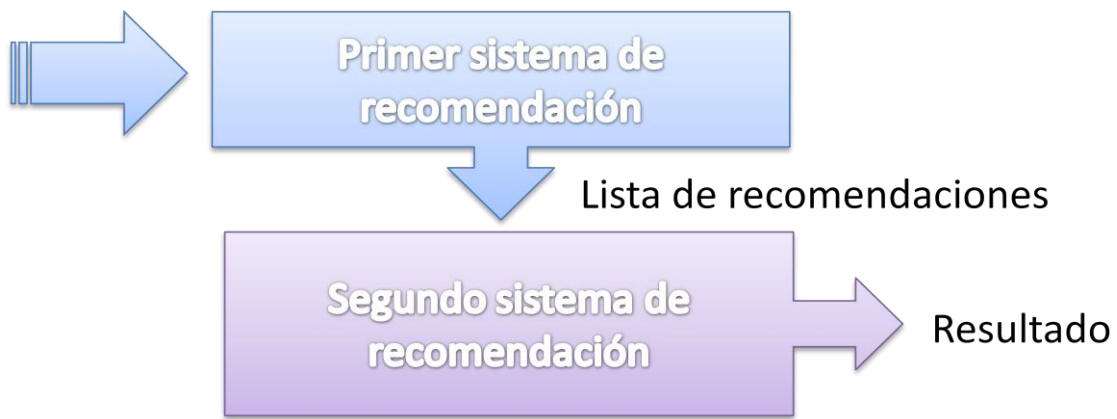 Primer sistema de
recomendación
Lista de recomendaciones
Segundo sistema de
recomendación
Resultado